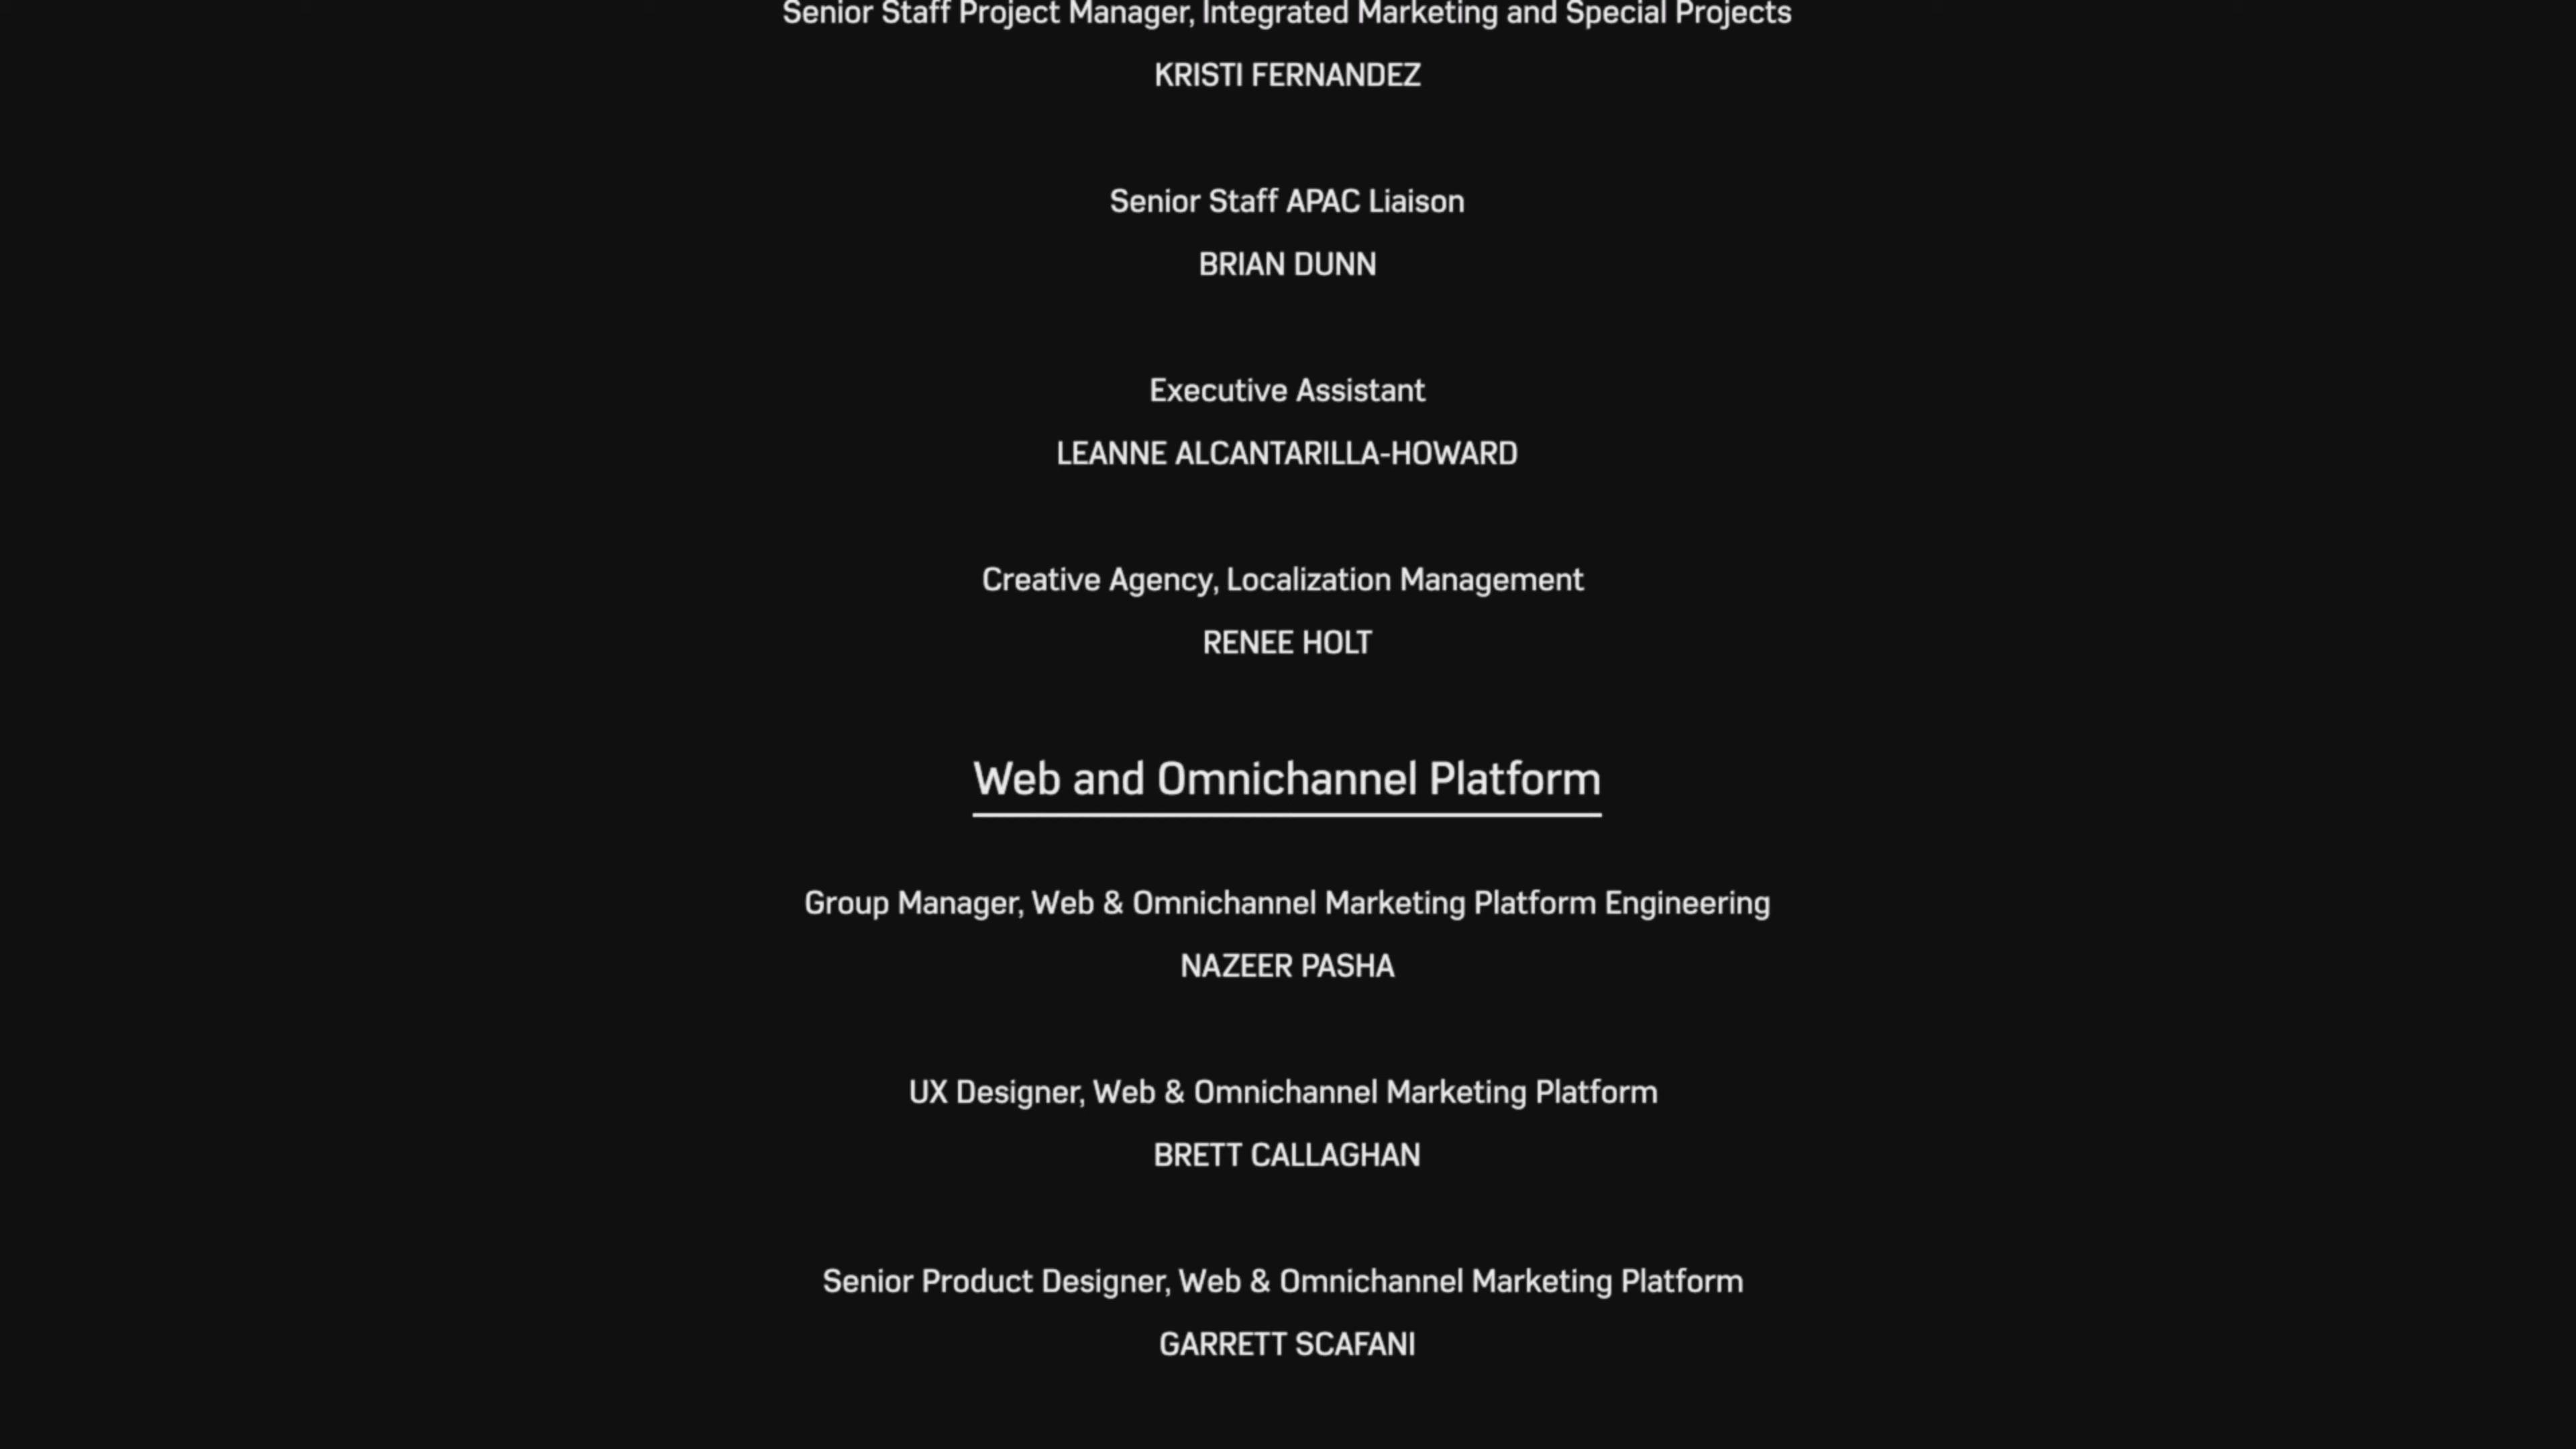 Senior Staff Project Manager, Integrated Marketing and Special Projects
KRISTI FERNANDEZ
Senior Staff APAC Liaison
BRIAN DUNN
Executive Assistant
LEANNE ALCANTARILLA-HOWARD
Creative Agency, Localization Management
RENEE HOLT
Web and Omnichannel Platform
Group Manager, Web & Omnichannel Marketing Platform Engineering
NAZEER PASHA
UX Designer, Web & Omnichannel Marketing Platform
BRETT CALLAGHAN
Senior Product Designer, Web & Omnichannel Marketing Platform
GARRETT SCAFANI